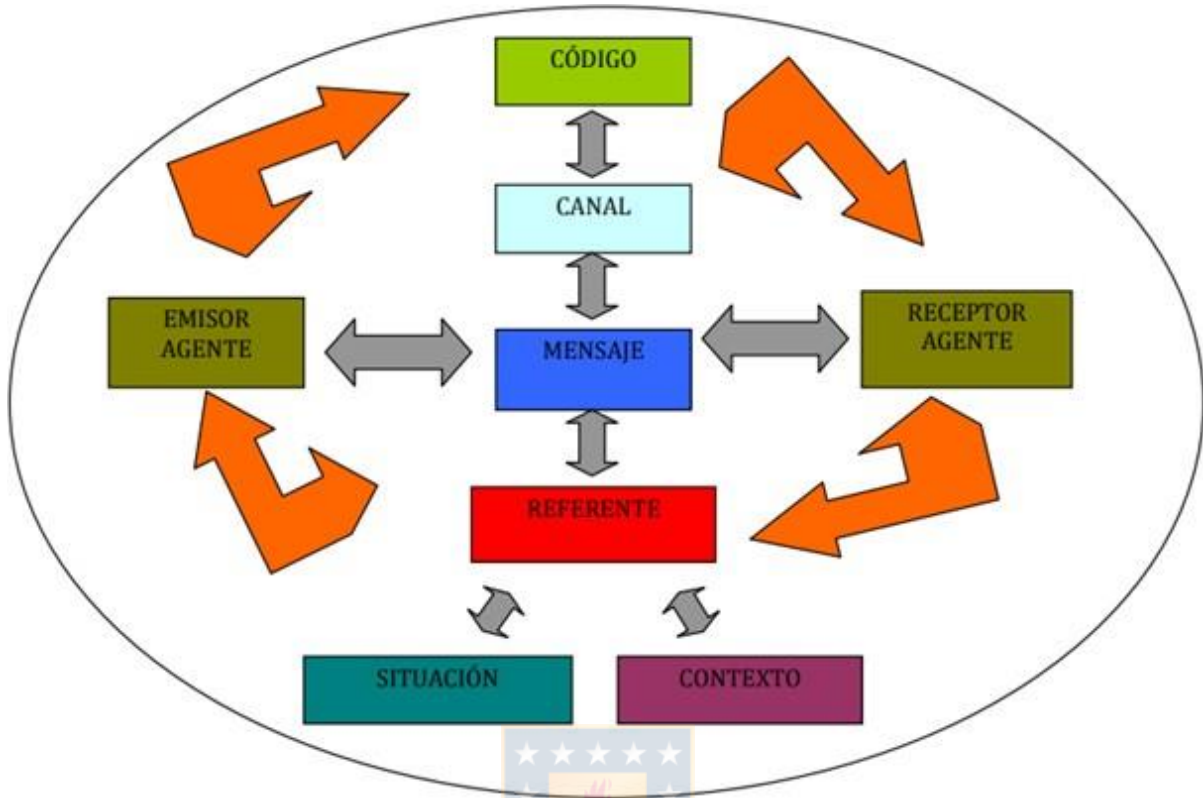 CÓDIGO
CANAL
EMISOR
AGENTE
MENSAJE
RECEPTOR
AGENTE
REFERENTE
SITUACIÓN
CONTEXTO